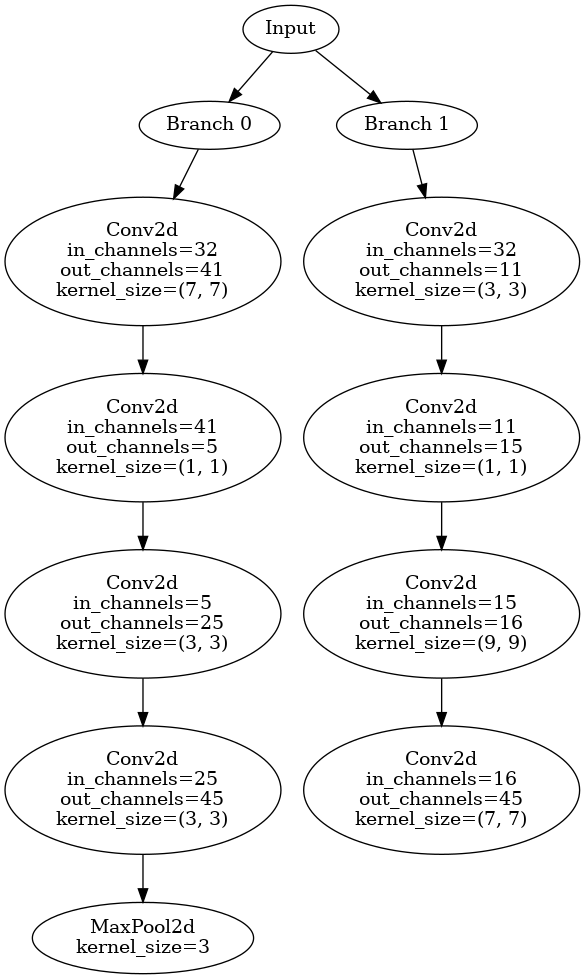 Input
Branch 0
Branch 1
Conv2d
in_channels=32
out_channels=41
kernel_size=(7, 7)
Conv2d
in_channels=32
out_channels=11
kernel_size=(3, 3)
Conv2d
in_channels=41
out_channels=5
kernel_size=(1, 1)
Conv2d
in_channels=11
out_channels=15
kernel_size=(1, 1)
Conv2d
in_channels=5
out_channels=25
kernel_size=(3, 3)
Conv2d
in_channels=15
out_channels=16
kernel_size=(9, 9)
Conv2d
in_channels=25
out_channels=45
kernel_size=(3, 3)
Conv2d
in_channels=16
out_channels=45
kernel_size=(7, 7)
MaxPool2d
kernel_size=3